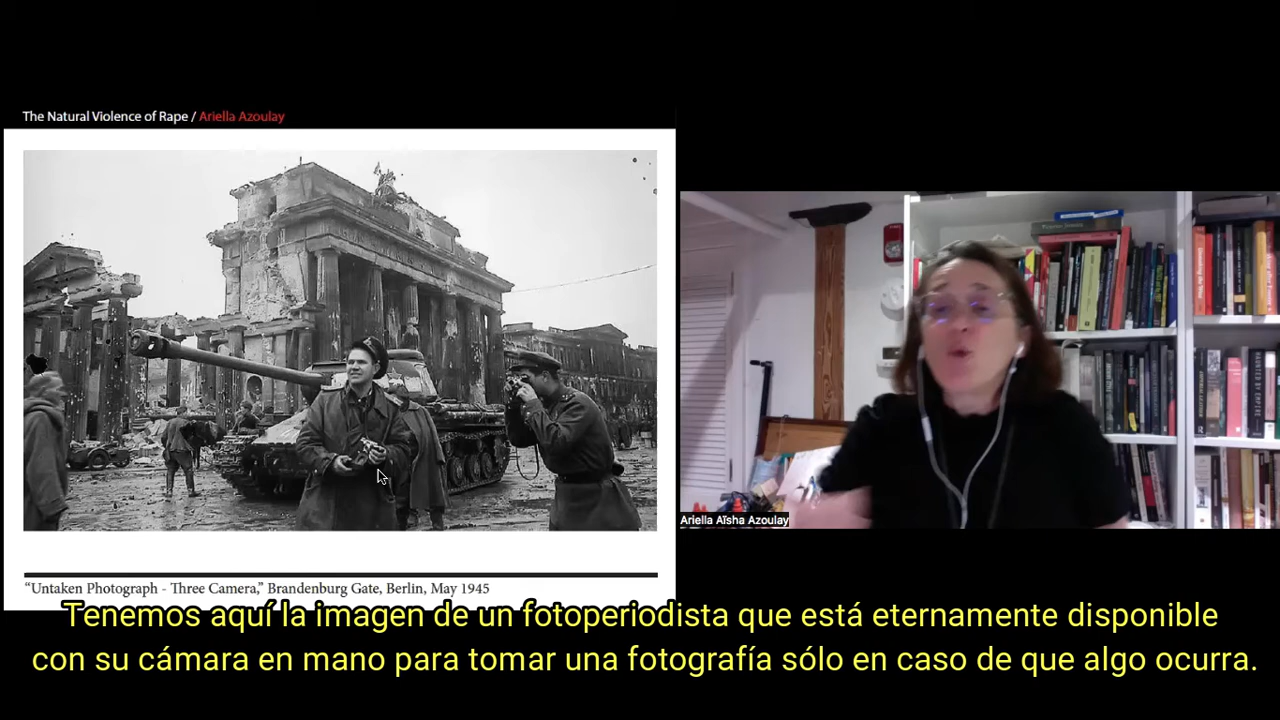 The Natural Violence of Rape / Ariella Azoulay
"Untaken Photograph - Three Camera," Brandenburg Gate, Berlin, May 1945
Ariella Aïsha Azoulay
Tenemos aquí la imagen de un fotoperiodista que está eternamente disponible
con su cámara en mano para tomar una fotografía sólo en caso de que algo ocurra.